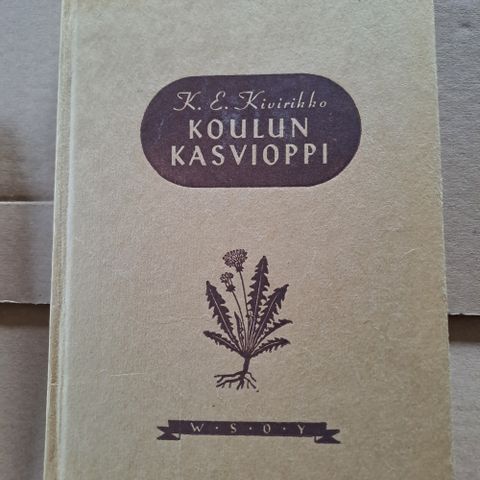 K. E. Kivirikko
KOULUN
KASVIOPPI
W·S·O·Y